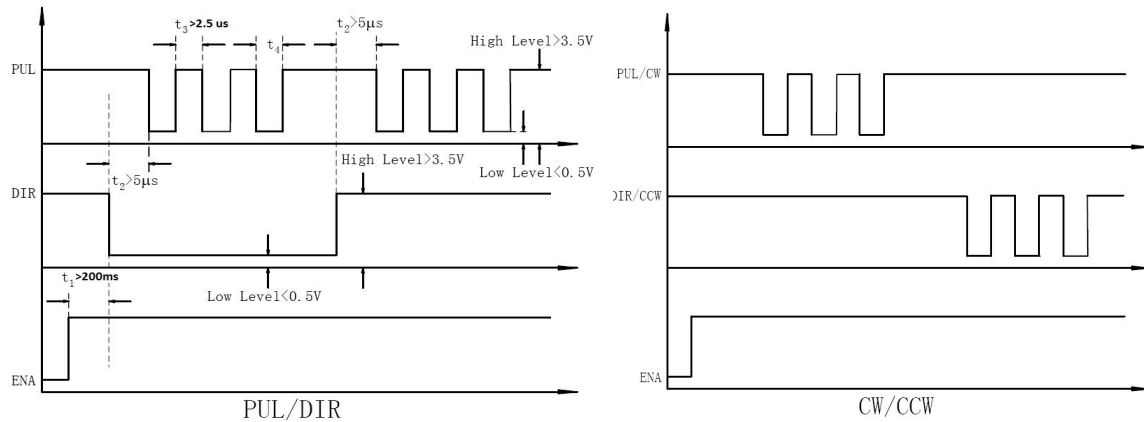 t3>2.5 us
t4
t2>5μs
High Level>3.5V
PUL
Low Level<0.5V
t2>5μs
High Level>3.5V
DIR
t1>200ms
Low Level<0.5V
ENA
PUL/DIR
PUL/CW
DIR/CCW
ENA
CW/CCW